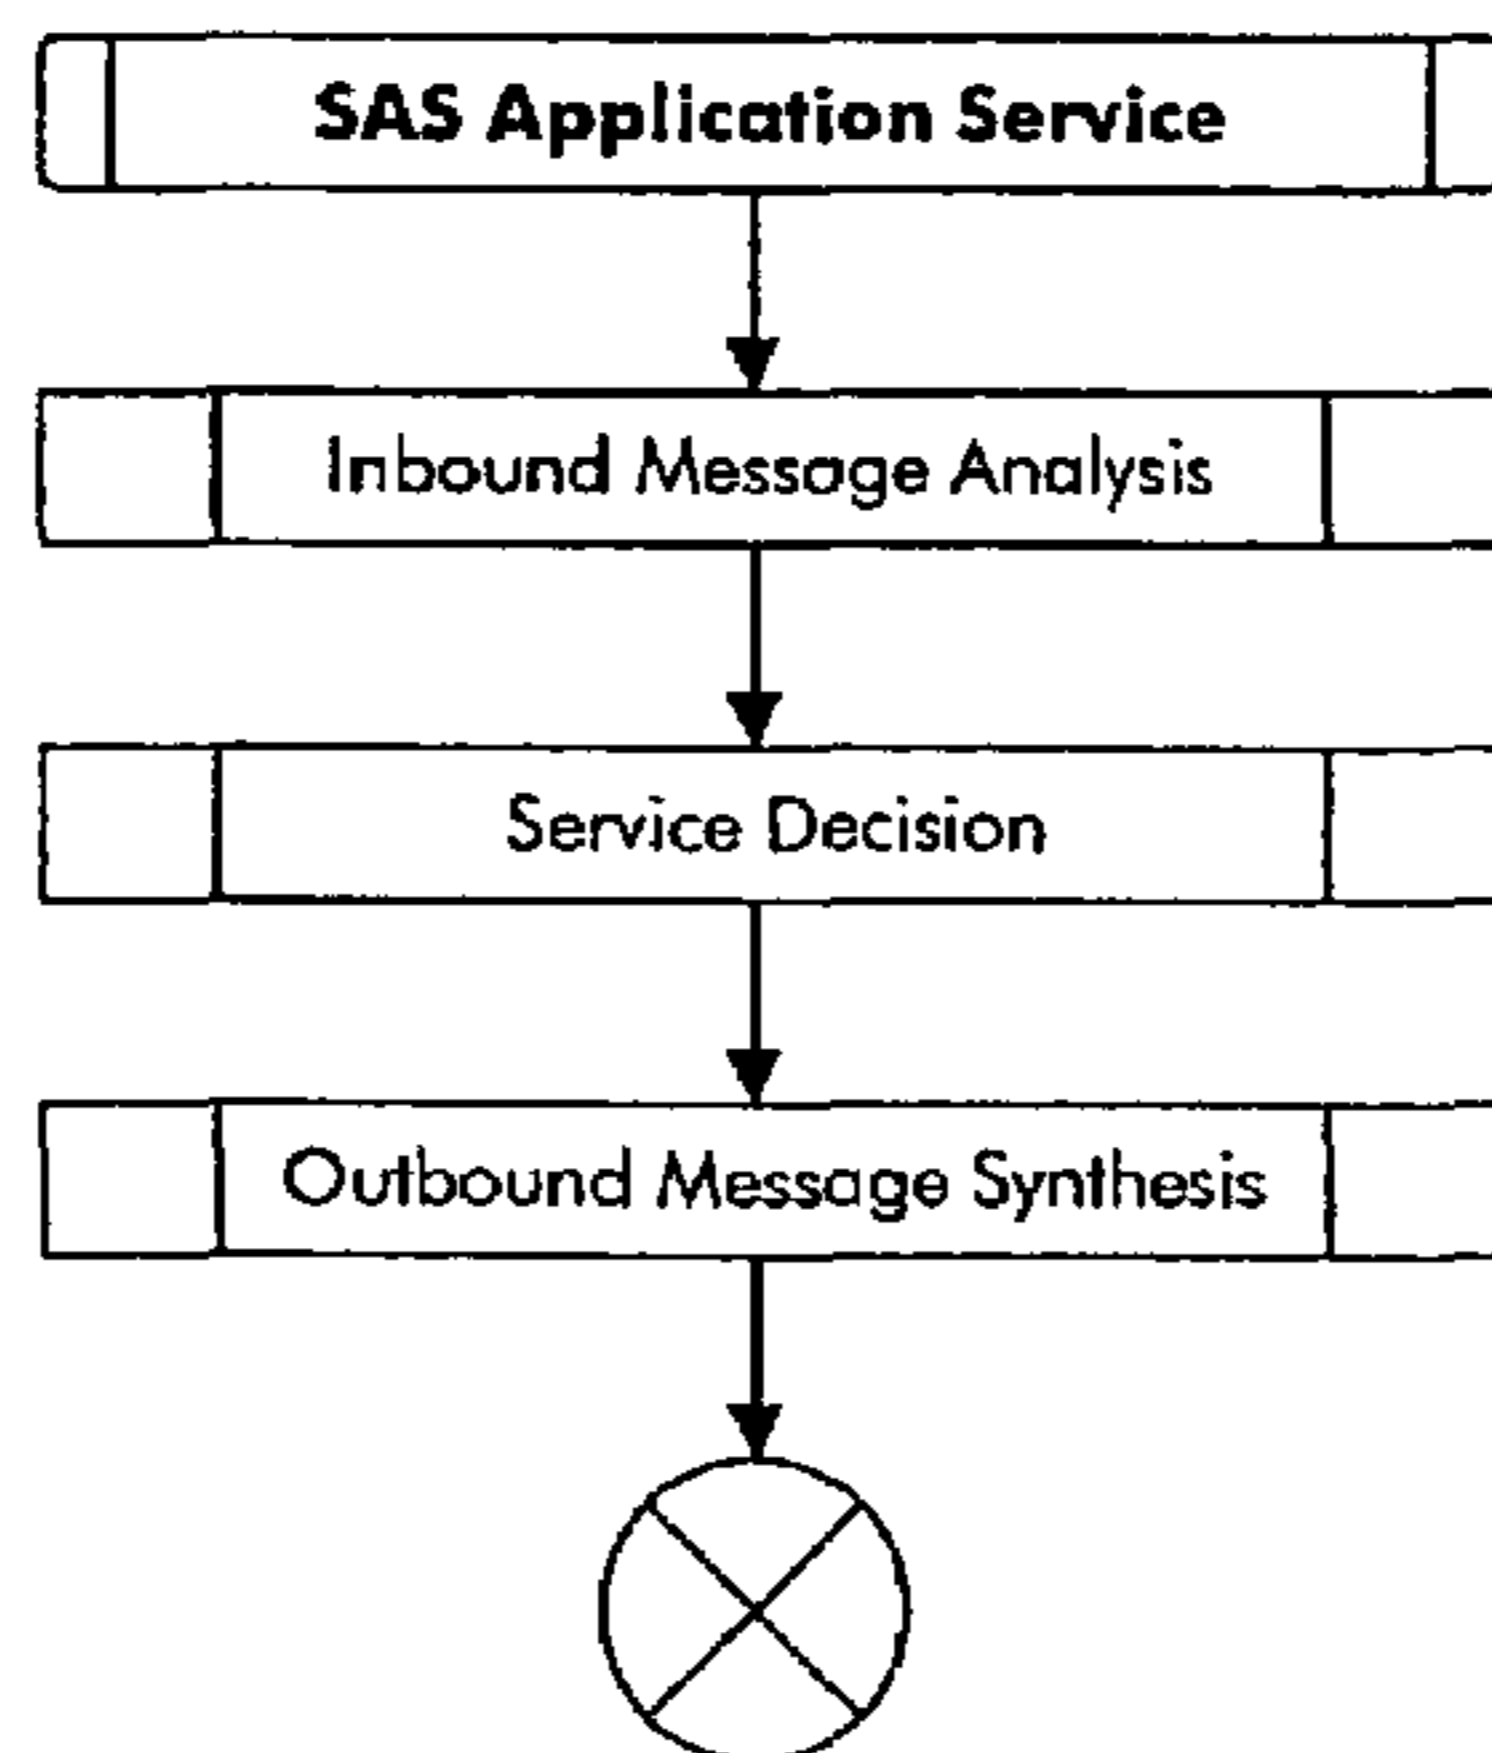 SAS Application Service
Inbound Message Analysis
Service Decision
Outbound Message Synthesis